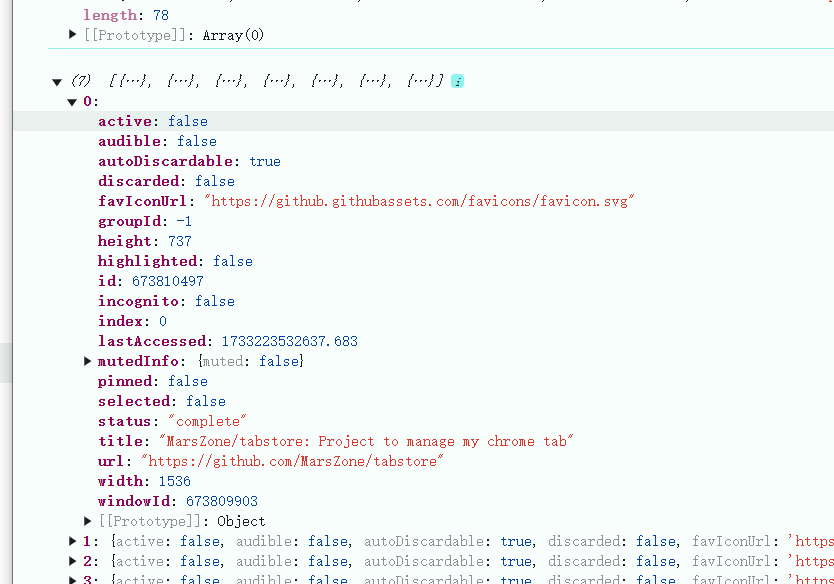 length: 78
[[Prototype]]: Array(0)
(7) [{…}, {…}, {…}, {…}, {…}, {…}, {…}] i
0:
active: false
audible: false
autoDiscardable: true
discarded: false
favIconUrl: "https://github.githubassets.com/favicons/favicon.svg"
groupId: -1
height: 737
highlighted: false
id: 673810497
incognito: false
index: 0
lastAccessed: 1733223532637.683
mutedInfo: {muted: false}
pinned: false
selected: false
status: "complete"
title: "MarsZone/tabstore: Project to manage my chrome tab"
url: "https://github.com/MarsZone/tabstore"
width: 1536
windowId: 673809903
[[Prototype]]: Object
1: {active: false, audible: false, autoDiscardable: true, discarded: false, favIconUrl: 'https
2: {active: false, audible: false, autoDiscardable: true, discarded: false, favIconUrl: 'https
3: {active: false, audible: false, autoDiscardable: true, discarded: false, favIconUrl: 'https